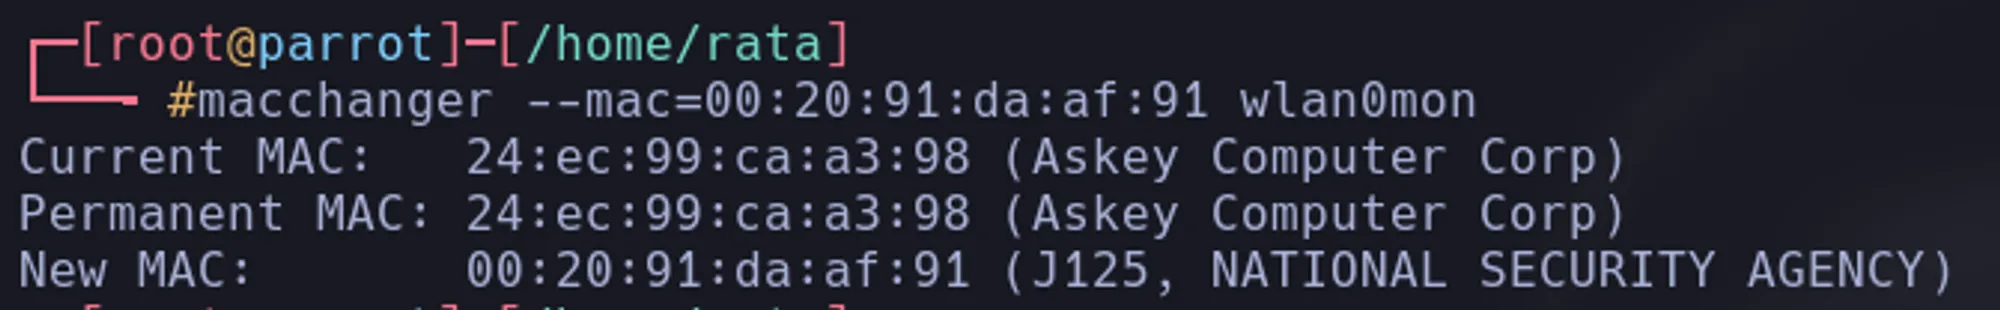 ┌─[root@parrot]─[/home/rata]
└──╼ #macchanger --mac=00:20:91:da:af:91 wlan0mon
Current MAC:   24:ec:99:ca:a3:98 (Askey Computer Corp)
Permanent MAC: 24:ec:99:ca:a3:98 (Askey Computer Corp)
New MAC:       00:20:91:da:af:91 (J125, NATIONAL SECURITY AGENCY)